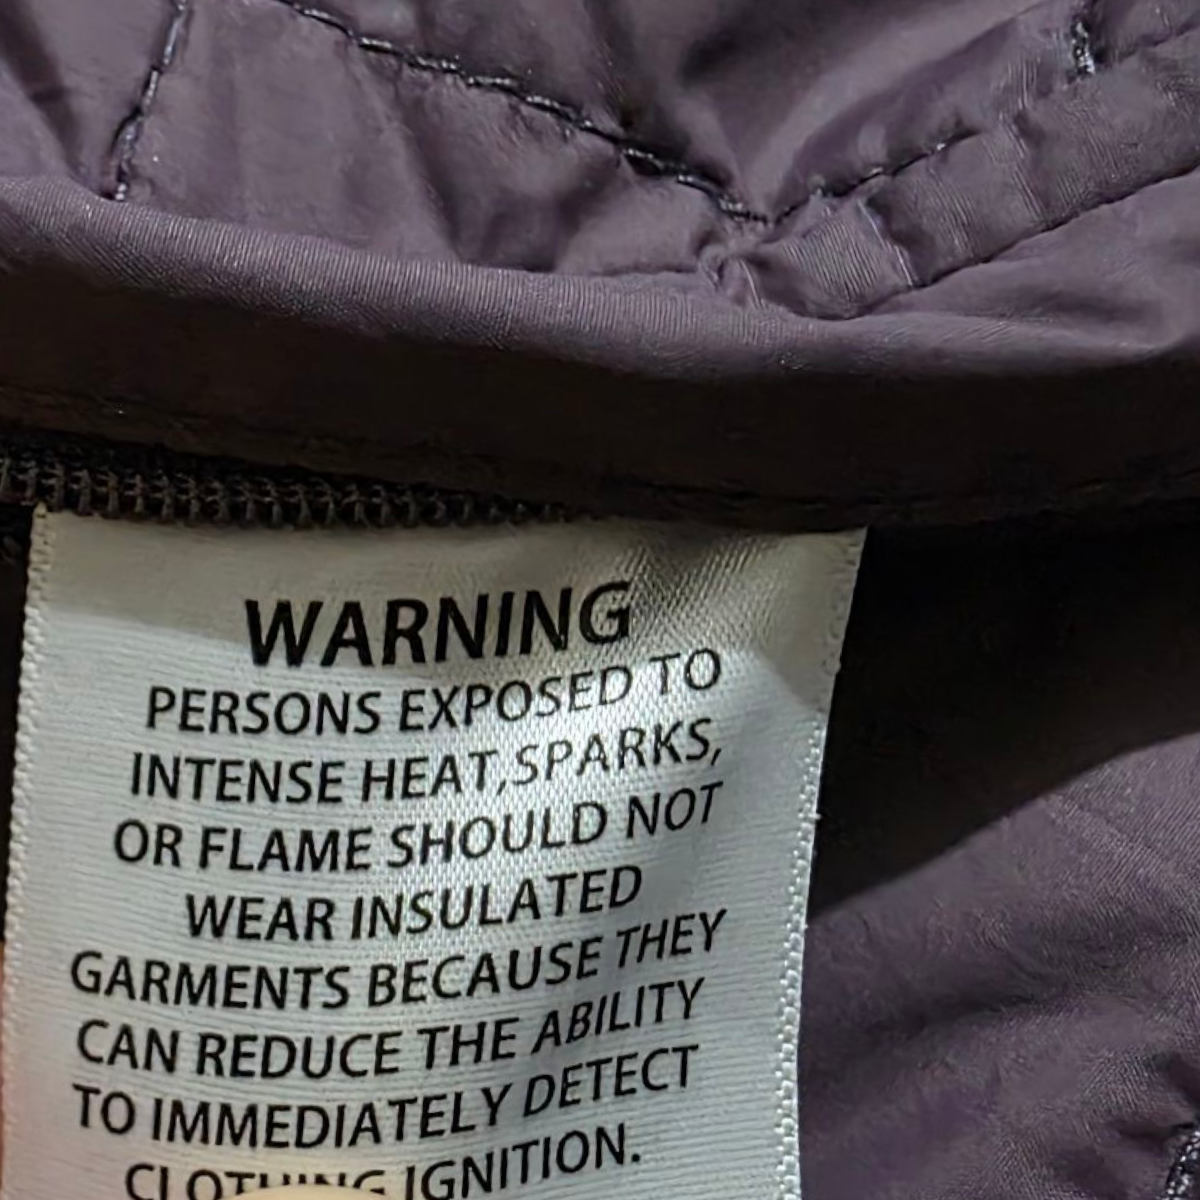 WARNING
PERSONS EXPOSED TO
INTENSE HEAT,SPARKS,
OR FLAME SHOULD NOT
WEAR INSULATED
GARMENTS BECAUSE THEY
CAN REDUCE THE ABILITY
TO IMMEDIATELY DETECT
CLOTHING IGNITION.